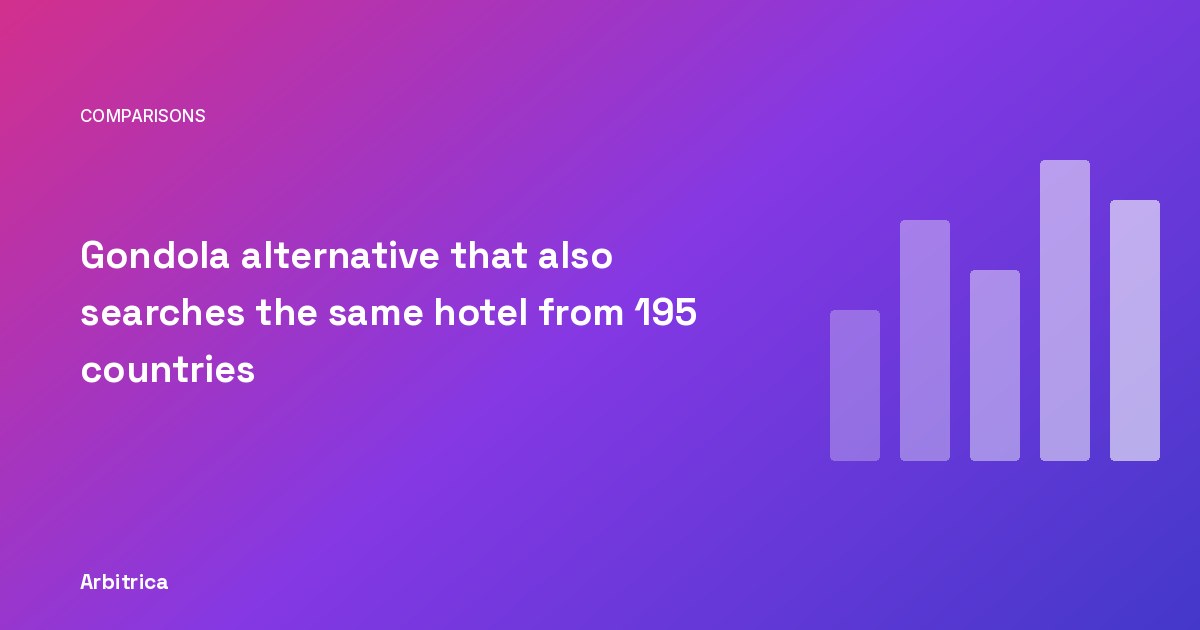 COMPARISONS
Gondola alternative that also
searches the same hotel from 195
countries
Arbitrica